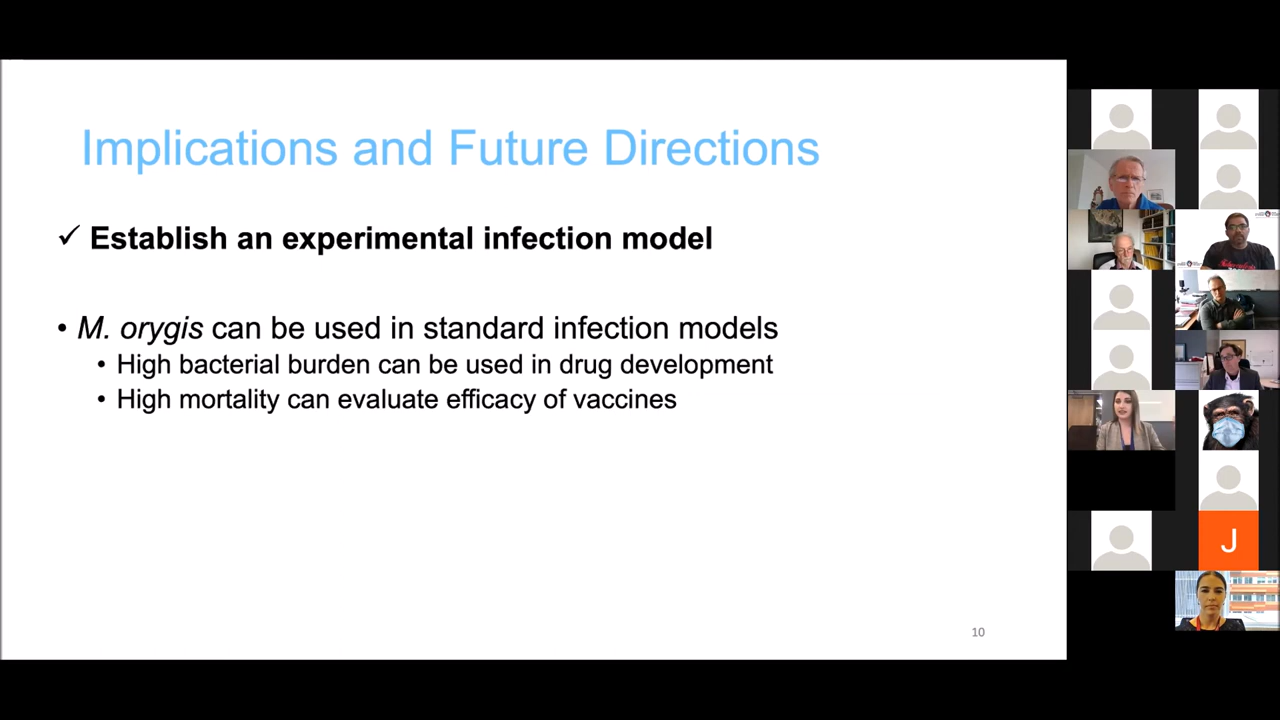 Implications and Future Directions
✓ Establish an experimental infection model
• M. orygis can be used in standard infection models
• High bacterial burden can be used in drug development
• High mortality can evaluate efficacy of vaccines
10
J